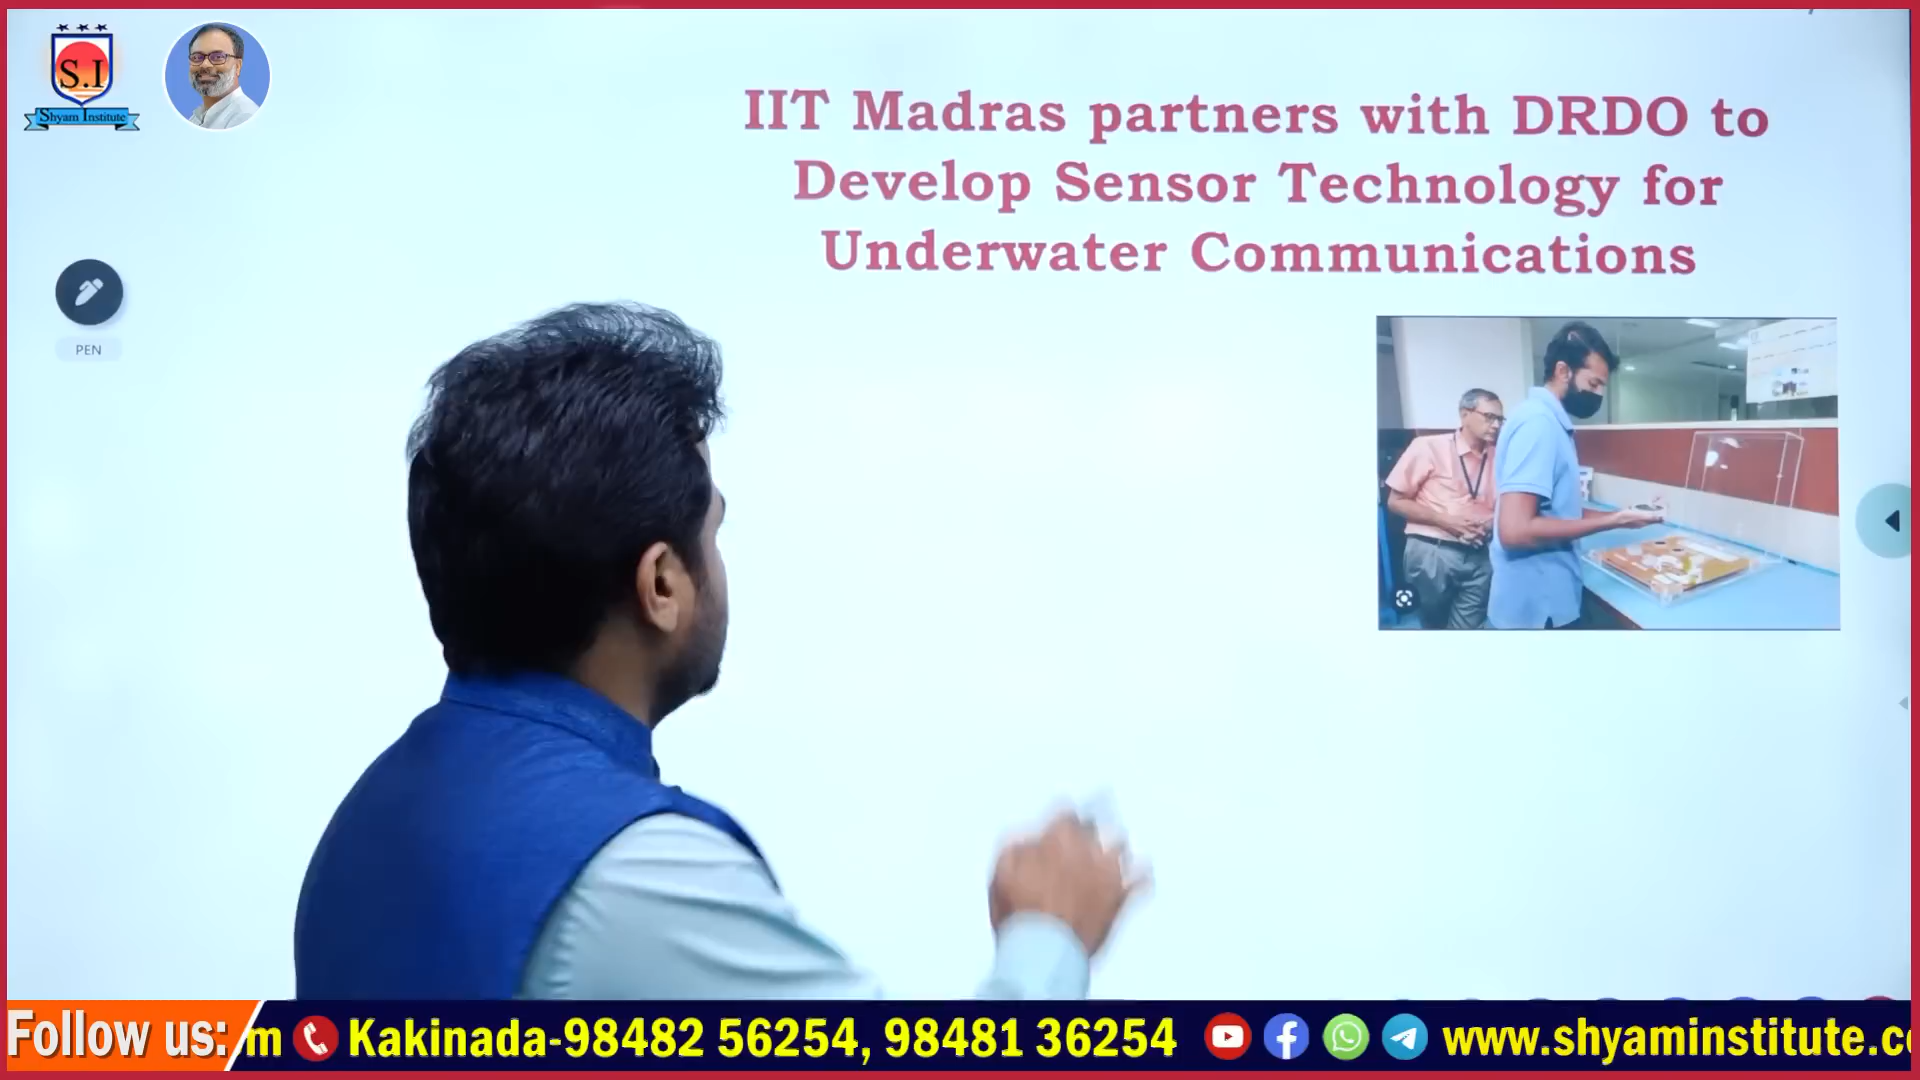 S.I
Shyam Institute
IIT Madras partners with DRDO to
Develop Sensor Technology for
Underwater Communications
PEN
Follow us:
m Kakinada-98482 56254, 98481 36254
www.shyaminstitute.c